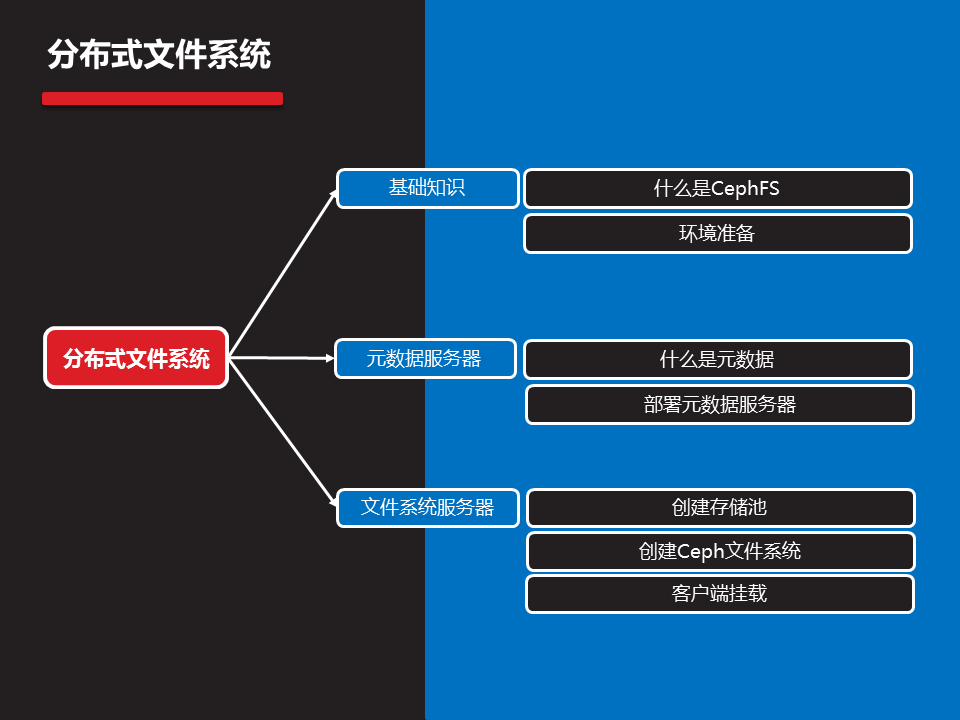 分布式文件系统
基础知识
什么是CephFS
环境准备
分布式文件系统
元数据服务器
什么是元数据
部署元数据服务器
文件系统服务器
创建存储池
创建Ceph文件系统
客户端挂载